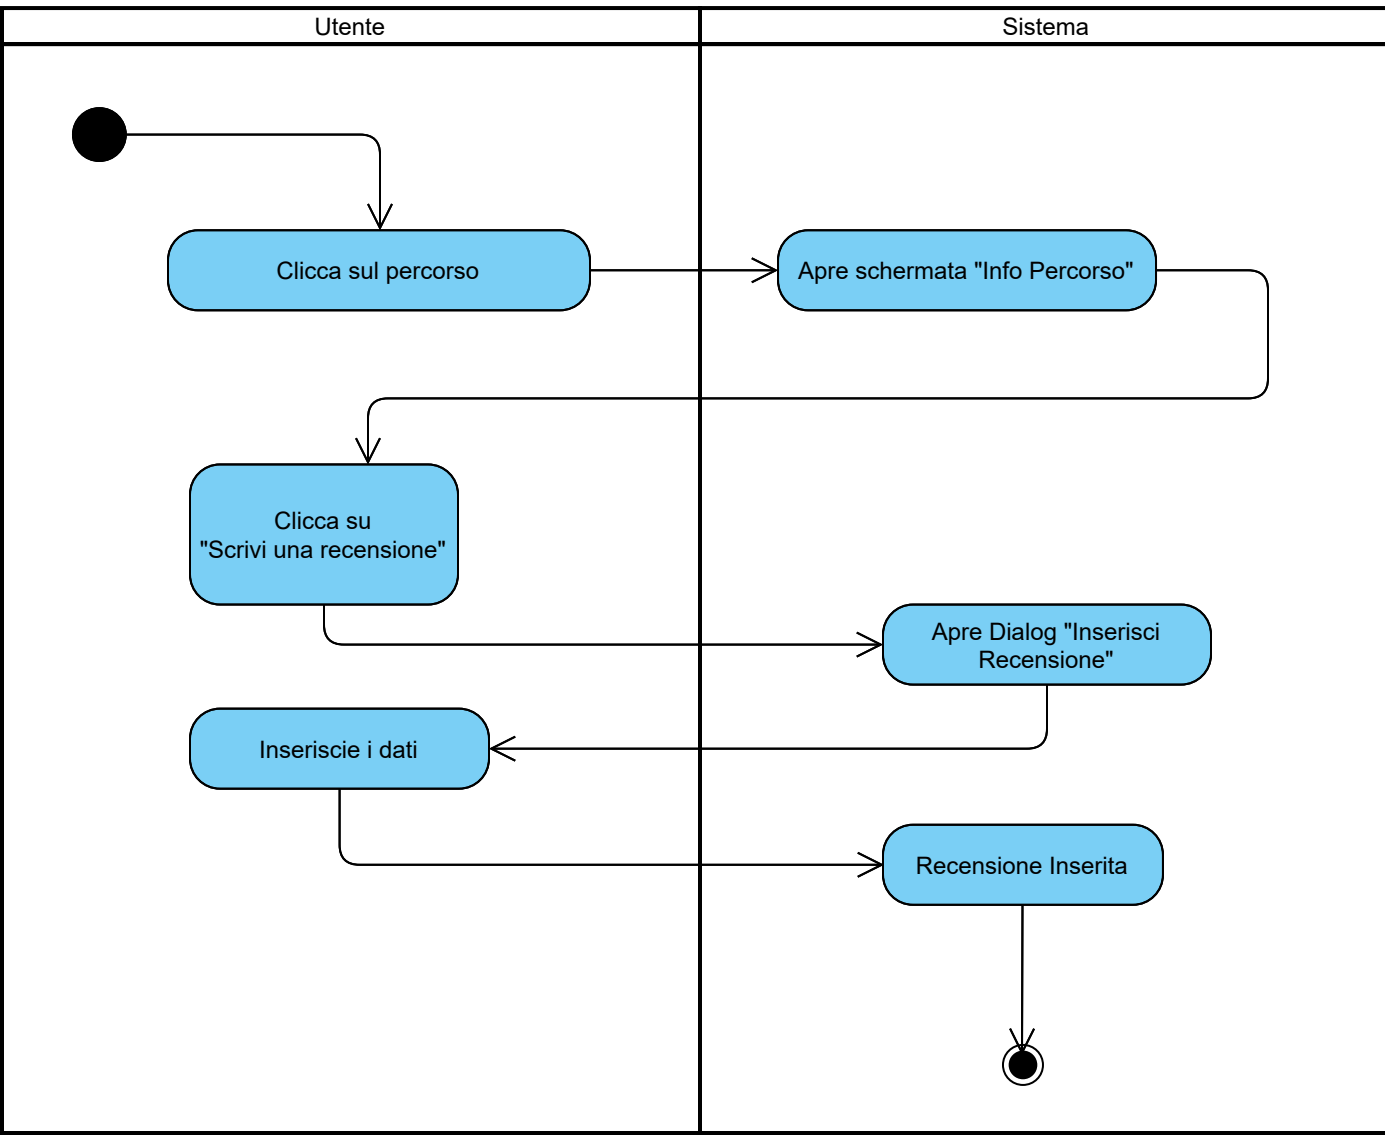 Utente
Sistema
Clicca sul percorso
Apre schermata "Info Percorso"
Clicca su
"Scrivi una recensione"
Apre Dialog "Inserisci
Recensione"
Inseriscie i dati
Recensione Inserita